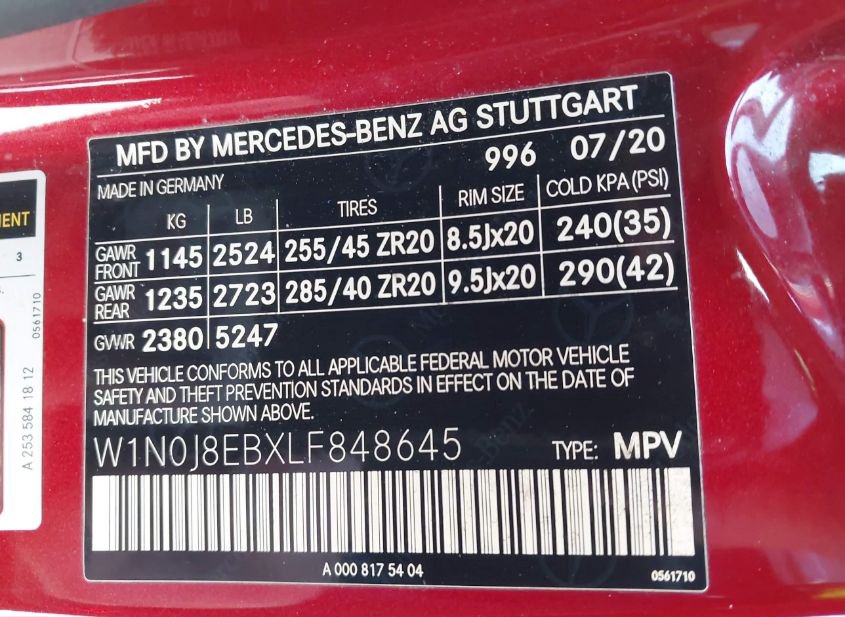 MFD BY MERCEDES-BENZ AG STUTTGART
996 07/20
MADE IN GERMANY
KG LB TIRES RIM SIZE COLD KPA(PSI)
GAWR FRONT 1145 2524 255/45 ZR20 8.5Jx20 240(35)
GAWR REAR 1235 2723 285/40 ZR20 9.5Jx20 290(42)
GVWR 2380 5247
THIS VEHICLE CONFORMS TO ALL APPLICABLE FEDERAL MOTOR VEHICLE
SAFETY AND THEFT PREVENTION STANDARDS IN EFFECT ON THE DATE OF
MANUFACTURE SHOWN ABOVE.
W1N0J8EBXLF848645 TYPE: MPV
A 000 817 54 04
0561710
3
0561710
A 253 584 18 12